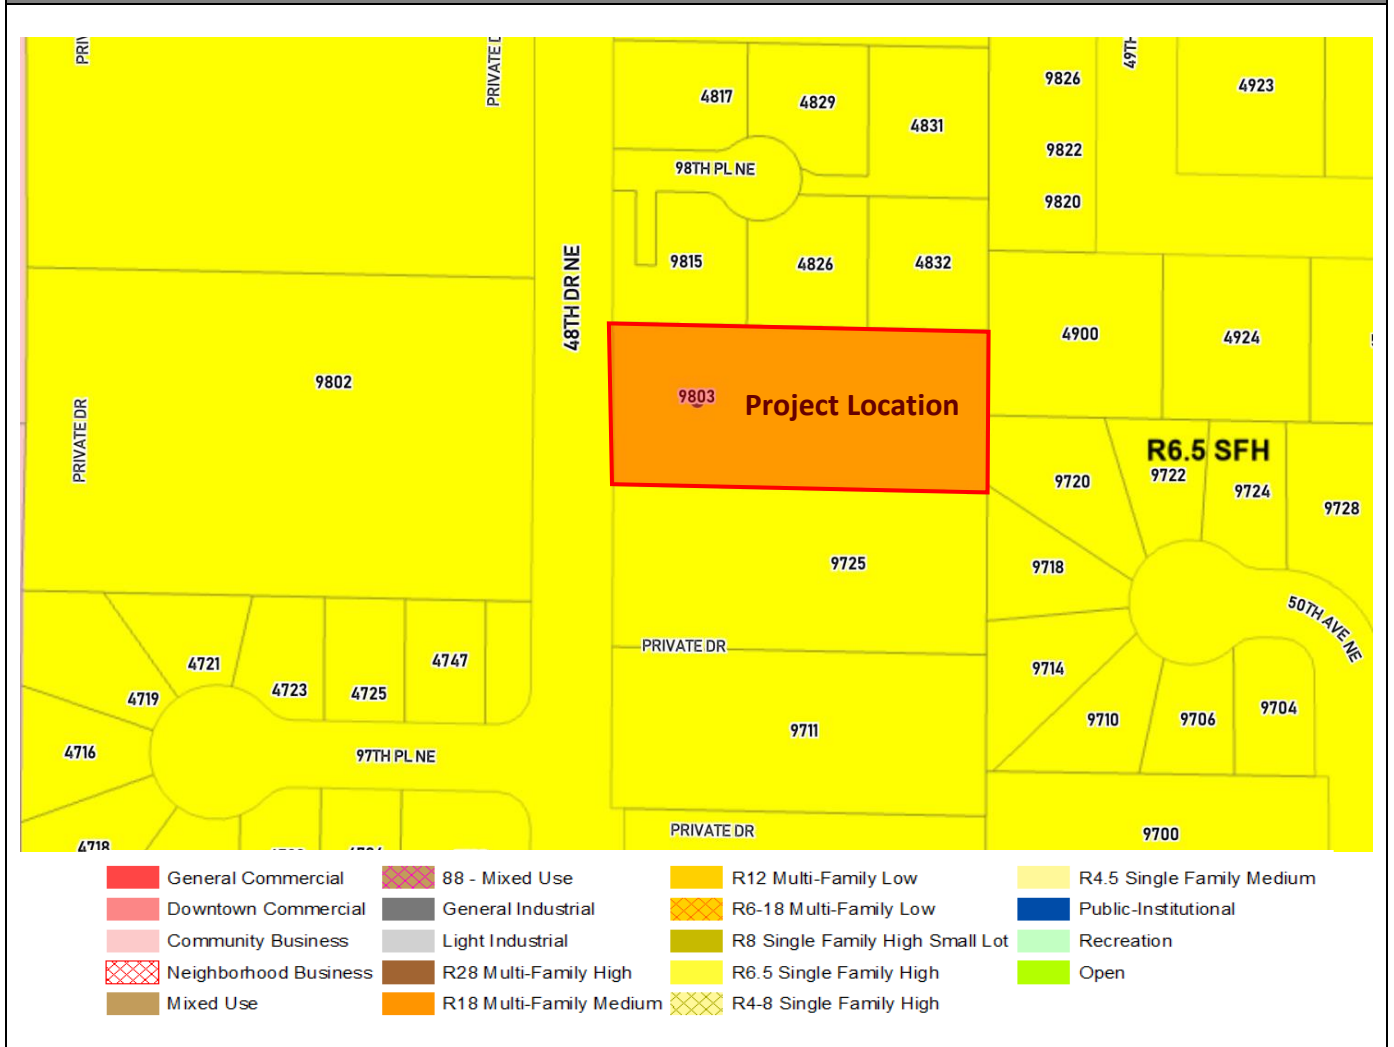 PRIVATE D
49TH
9826
4923
4817
4829
4831
9822
98TH PL NE
9820
48TH DR NE
9815
4826
4832
4900
4924
9802
9803
Project Location
PRIVATE DR
R6.5 SFH
9720
9722
9724
9728
9725
9718
50TH AVE NE
PRIVATE DR
4721
4747
4719
4723
4725
9714
9704
9710
9706
9711
4716
97TH PL NE
PRIVATE DR
9700
4718
General Commercial
Downtown Commercial
Community Business
Neighborhood Business
Mixed Use
88 - Mixed Use
General Industrial
Light Industrial
R28 Multi-Family High
R18 Multi-Family Medium
R12 Multi-Family Low
R6-18 Multi-Family Low
R8 Single Family High Small Lot
R6.5 Single Family High
R4-8 Single Family High
R4.5 Single Family Medium
Public-Institutional
Recreation
Open